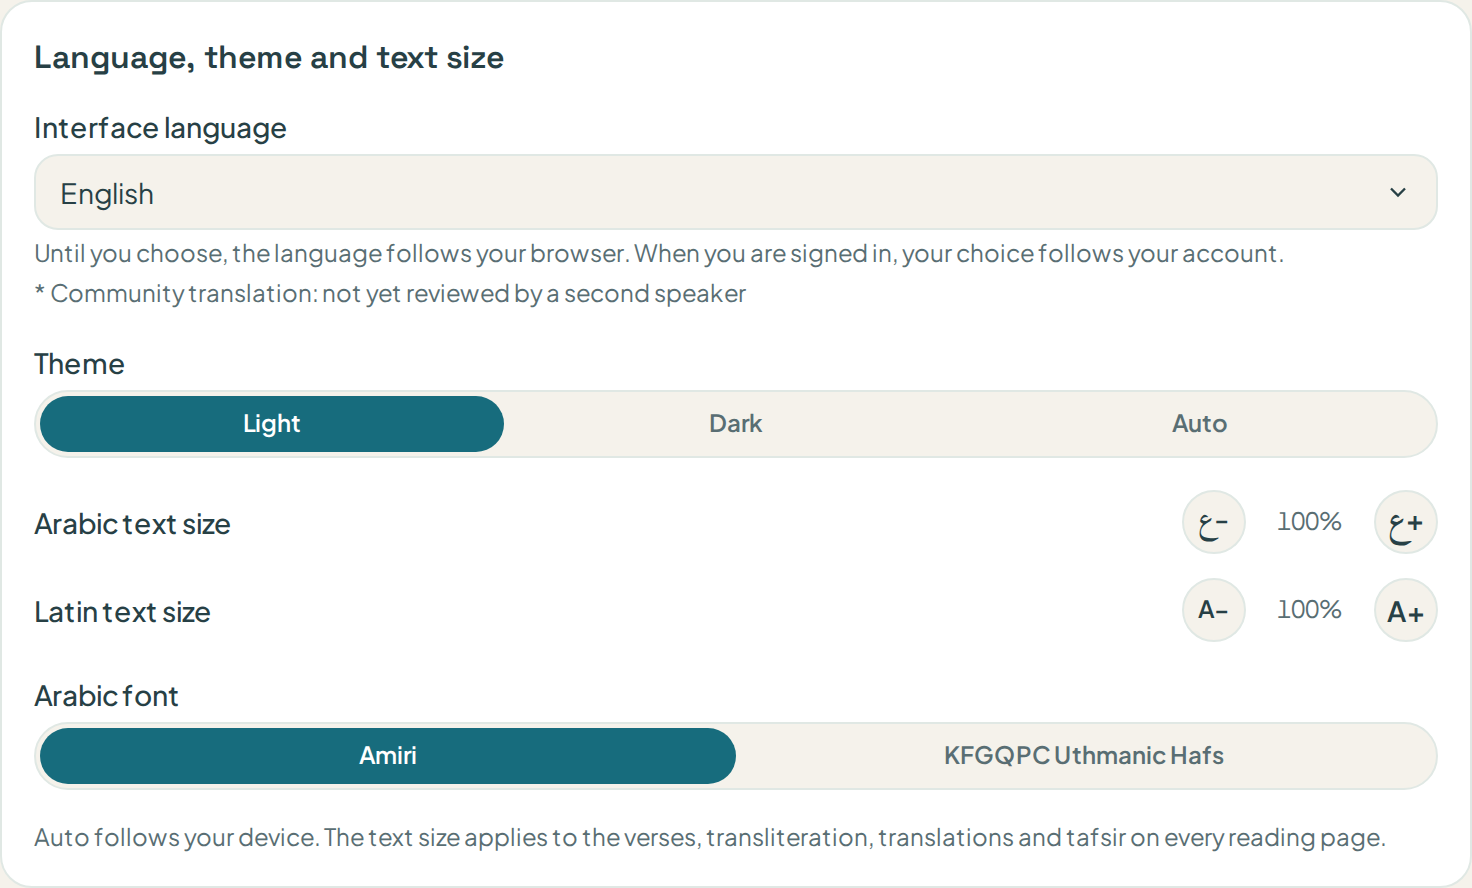 Language, theme and text size
Interface language
English
Until you choose, the language follows your browser. When you are signed in, your choice follows your account.
* Community translation: not yet reviewed by a second speaker
Theme
Light Dark Auto
Arabic text size ع− 100% ع+
Latin text size A− 100% A+
Arabic font
Amiri KFGQPC Uthmanic Hafs
Auto follows your device. The text size applies to the verses, transliteration, translations and tafsir on every reading page.